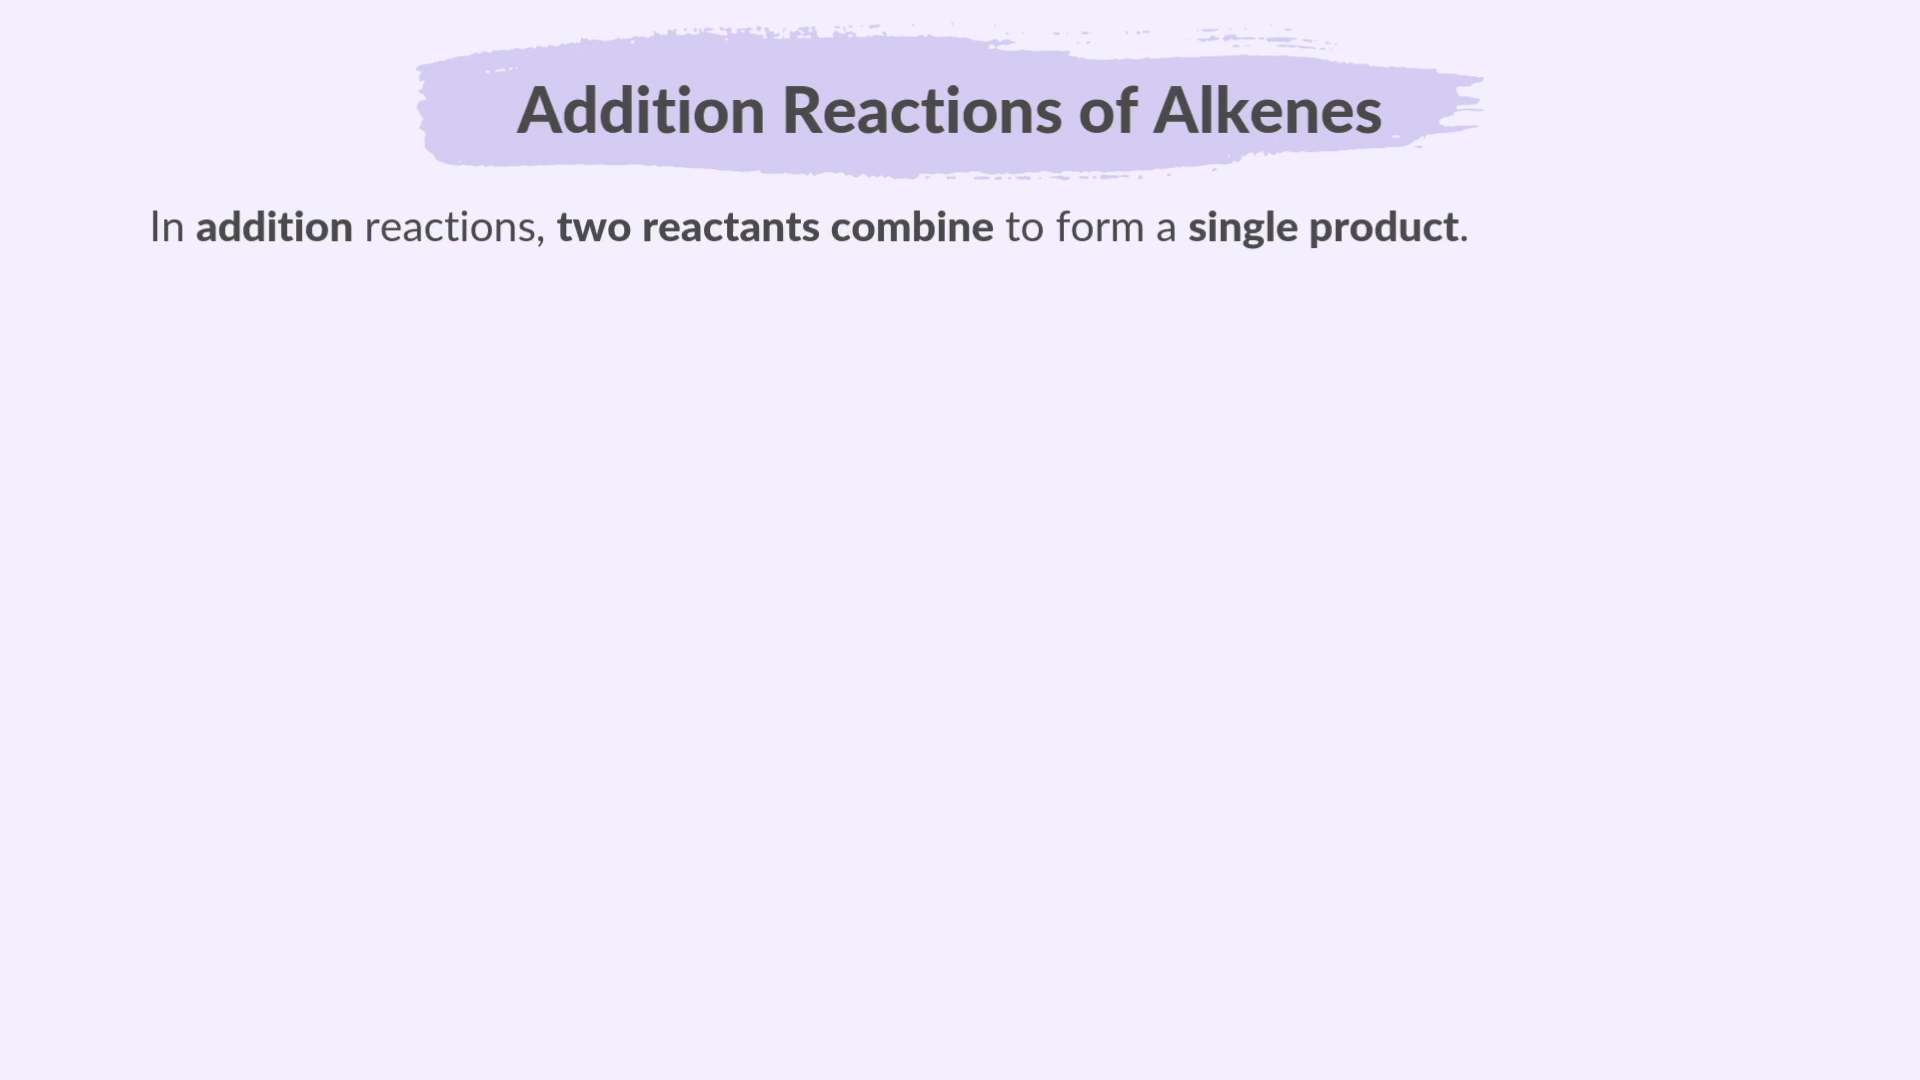 Addition Reactions of Alkenes
In addition reactions, two reactants combine to form a single product.